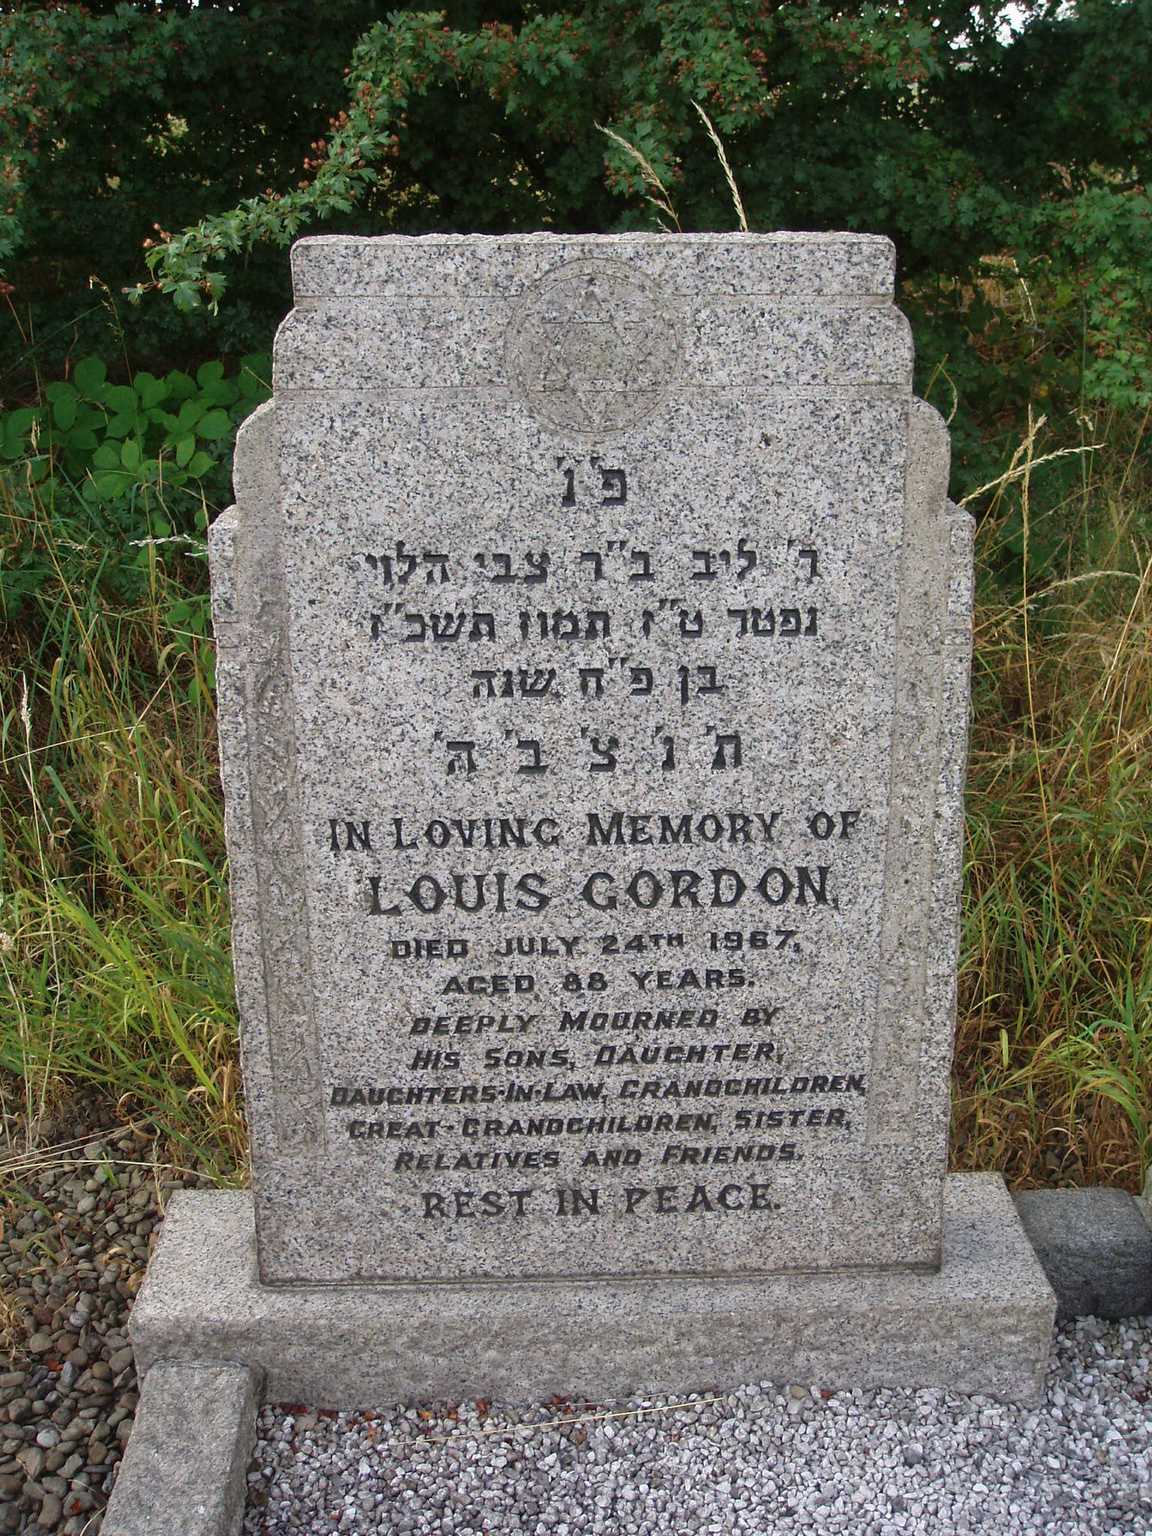 פ' נ'
ר' ליב ב"ר צבי הלוי
נפטר ט"ז תמוז תשכ"ז
בן פ"ח שנה
ת' נ' צ' ב' ה'
IN LOVING MEMORY OF
LOUIS GORDON,
DIED JULY 24TH 1967,
AGED 88 YEARS.
DEEPLY MOURNED BY
HIS SONS, DAUGHTER,
DAUGHTERS-IN-LAW, GRANDCHILDREN,
GREAT-GRANDCHILDREN, SISTER,
RELATIVES AND FRIENDS.
REST IN PEACE.